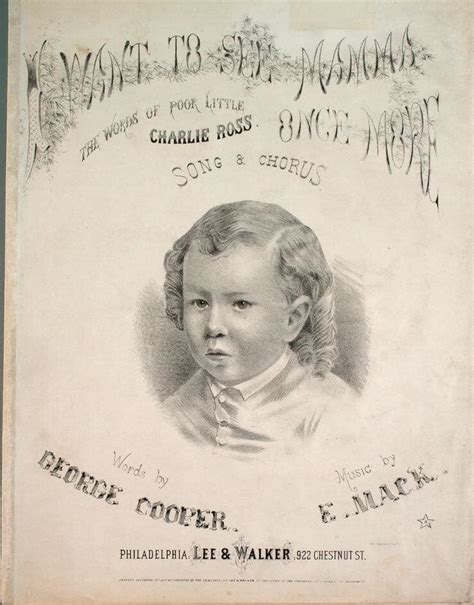 I WANT TO SEE MAMMA
ONCE MORE
THE WORDS OF POOR LITTLE
CHARLIE ROSS.
SONG & CHORUS.
Words by
GEORGE COOPER.
Music by
E. MACK.
PHILADELPHIA: LEE & WALKER, 922 CHESTNUT ST.